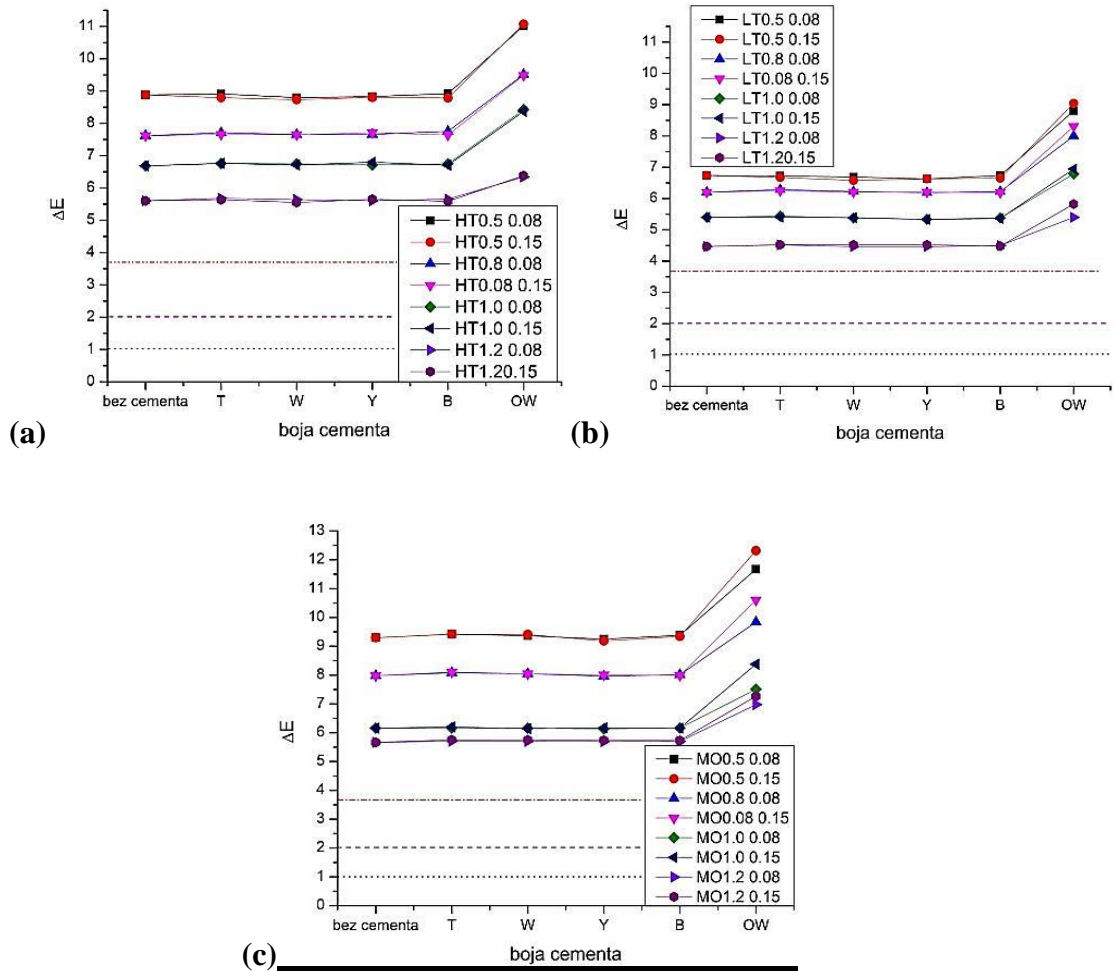 ΔE
11
10
9
8
7
6
5
4
3
2
1
0
HT0.5 0.08
HT0.5 0.15
HT0.8 0.08
HT0.08 0.15
HT1.0 0.08
HT1.0 0.15
HT1.2 0.08
HT1.20.15
bez cementa T W Y B OW
boja cementa
(a)
ΔE
11
10
9
8
7
6
5
4
3
2
1
0
LT0.5 0.08
LT0.5 0.15
LT0.8 0.08
LT0.08 0.15
LT1.0 0.08
LT1.0 0.15
LT1.2 0.08
LT1.20.15
bez cementa T W Y B OW
boja cementa
(b)
ΔE
13
12
11
10
9
8
7
6
5
4
3
2
1
0
MO0.5 0.08
MO0.5 0.15
MO0.8 0.08
MO0.08 0.15
MO1.0 0.08
MO1.0 0.15
MO1.2 0.08
MO1.2 0.15
bez cementa T W Y B OW
boja cementa
(c)